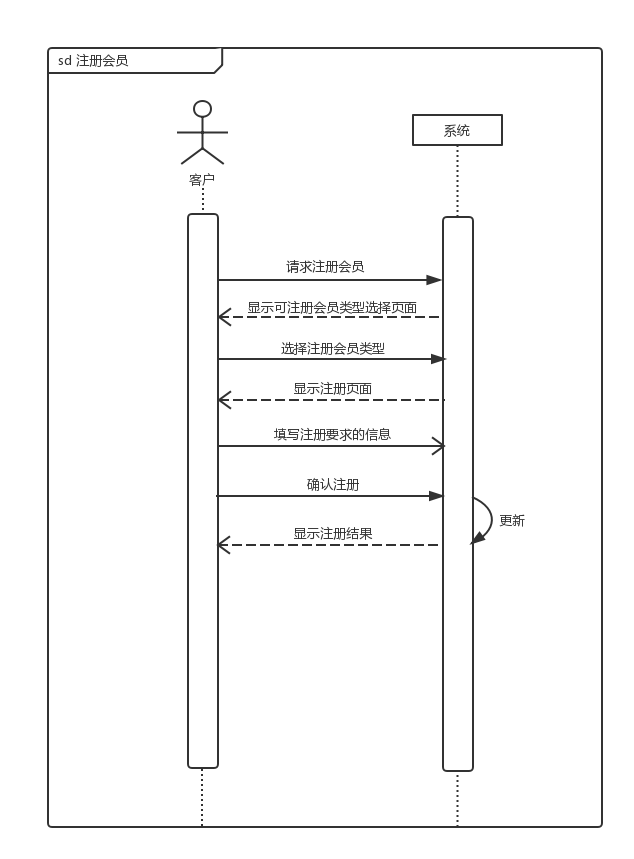 sd 注册会员
系统
客户
请求注册会员
显示可注册会员类型选择页面
选择注册会员类型
显示注册页面
填写注册要求的信息
确认注册
更新
显示注册结果